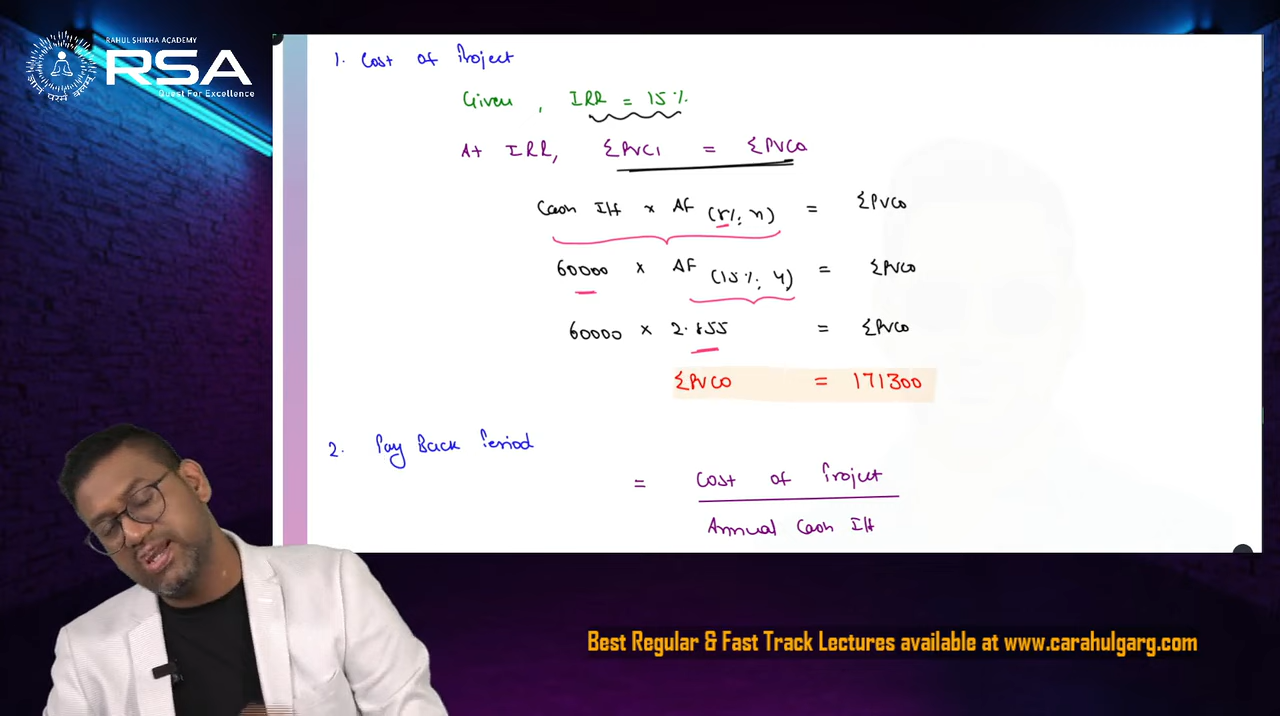 RAHUL SHIKHA ACADEMY
RSA
Quest For Excellence
1. Cost of Project
Given, IRR = 15%
At IRR, ΣPVCI = ΣPVCO
Cash If x AF (r%, n) = ΣPVCO
60000 x AF (15%, 4) = ΣPVCO
60000 x 2.855 = ΣPVCO
ΣPVCO = 171300
2. Pay Back Period
= Cost of Project
Annual Cash If
Best Regular & Fast Track Lectures available at www.carahulgarg.com